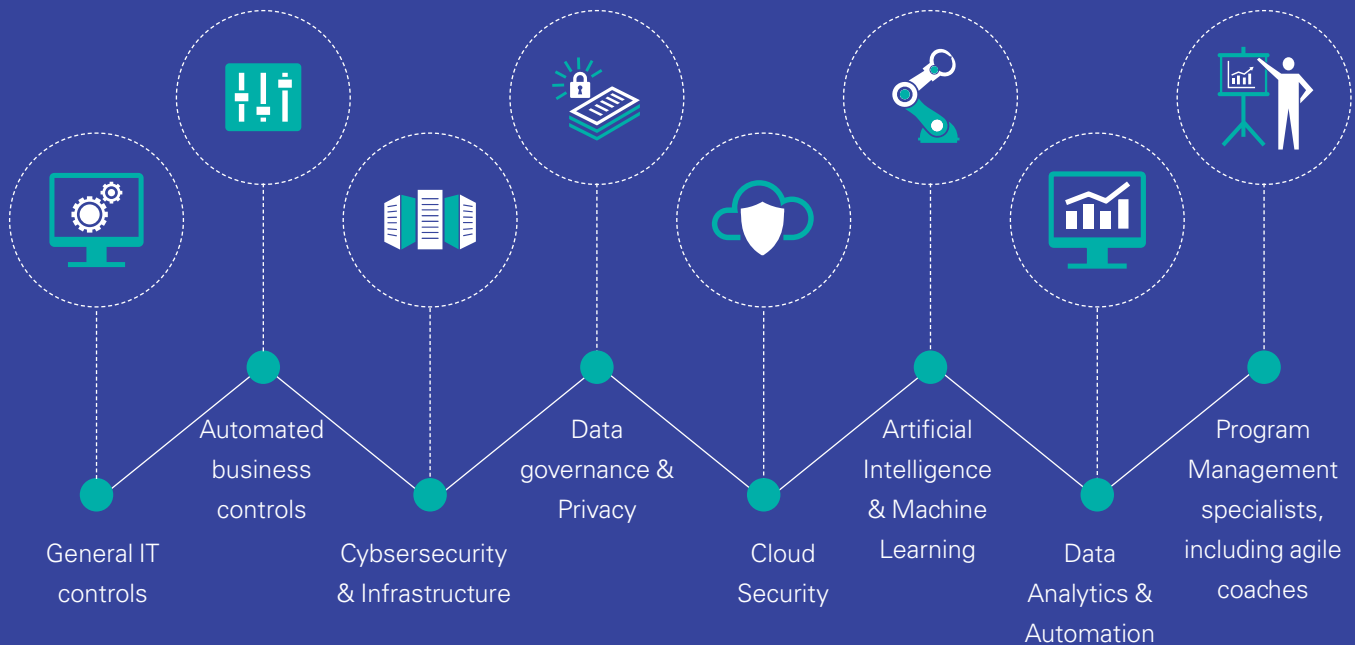 General IT
controls
Automated
business
controls
Cybsersecurity
& Infrastructure
Data
governance &
Privacy
Cloud
Security
Artificial
Intelligence
& Machine
Learning
Data
Analytics &
Automation
Program
Management
specialists,
including agile
coaches